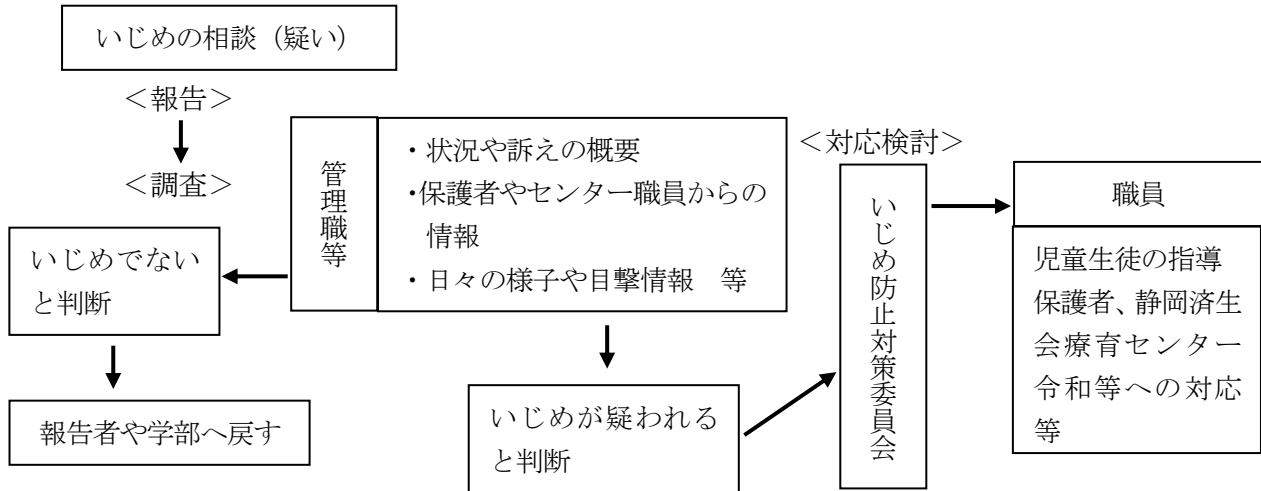 いじめの相談（疑い）
＜報告＞
＜調査＞
管理職等
・状況や訴えの概要
・保護者やセンター職員からの
情報
・日々の様子や目撃情報　等
いじめでない
と判断
報告者や学部へ戻す
いじめが疑われる
と判断
＜対応検討＞
いじめ防止対策委員会
職員
児童生徒の指導
保護者、静岡済生
会療育センター
令和等への対応
等